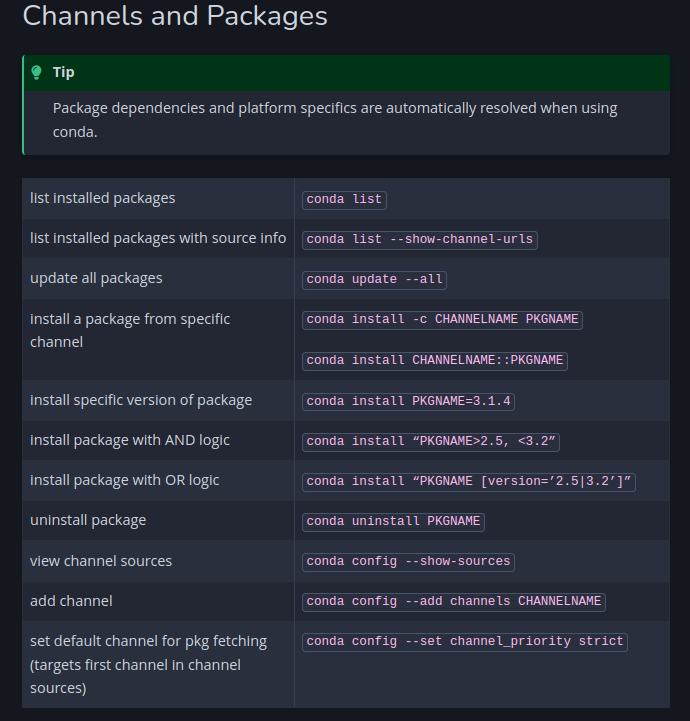 Channels and Packages
Tip
Package dependencies and platform specifics are automatically resolved when using
conda.
list installed packages
conda list
list installed packages with source info
conda list --show-channel-urls
update all packages
conda update --all
install a package from specific
channel
conda install -c CHANNELNAME PKGNAME
conda install CHANNELNAME::PKGNAME
install specific version of package
conda install PKGNAME=3.1.4
install package with AND logic
conda install “PKGNAME>2.5, <3.2”
install package with OR logic
conda install “PKGNAME [version=’2.5|3.2’]”
uninstall package
conda uninstall PKGNAME
view channel sources
conda config --show-sources
add channel
conda config --add channels CHANNELNAME
set default channel for pkg fetching
(targets first channel in channel
sources)
conda config --set channel_priority strict